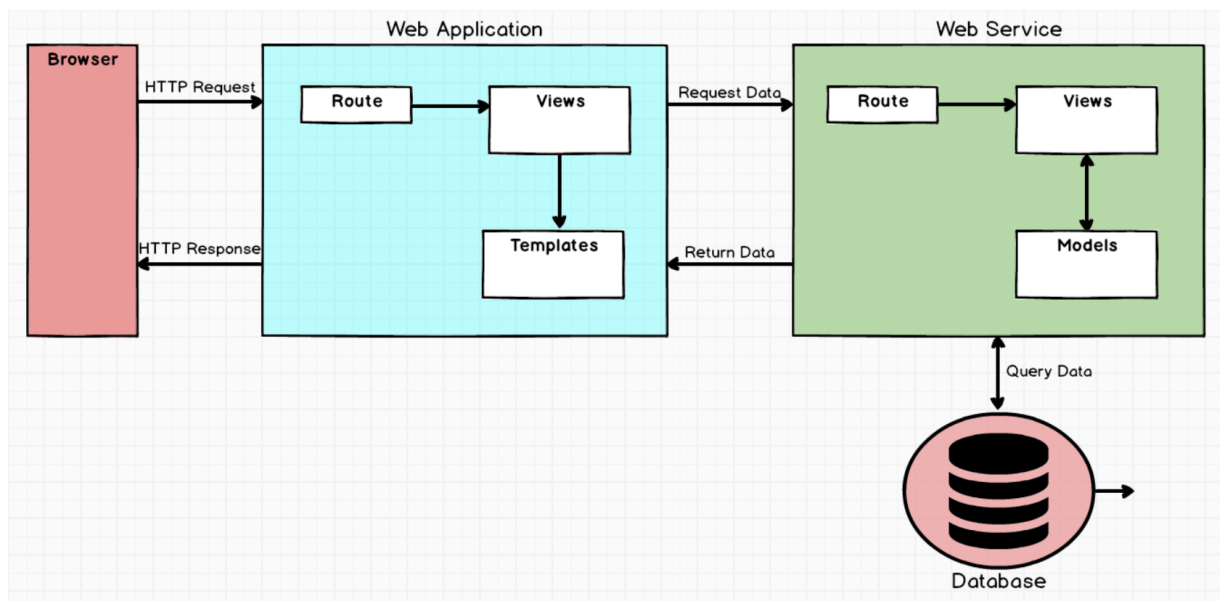 Web Application
Web Service
Browser
HTTP Request
Route
Views
Request Data
Route
Views
HTTP Response
Templates
Return Data
Models
Query Data
Database